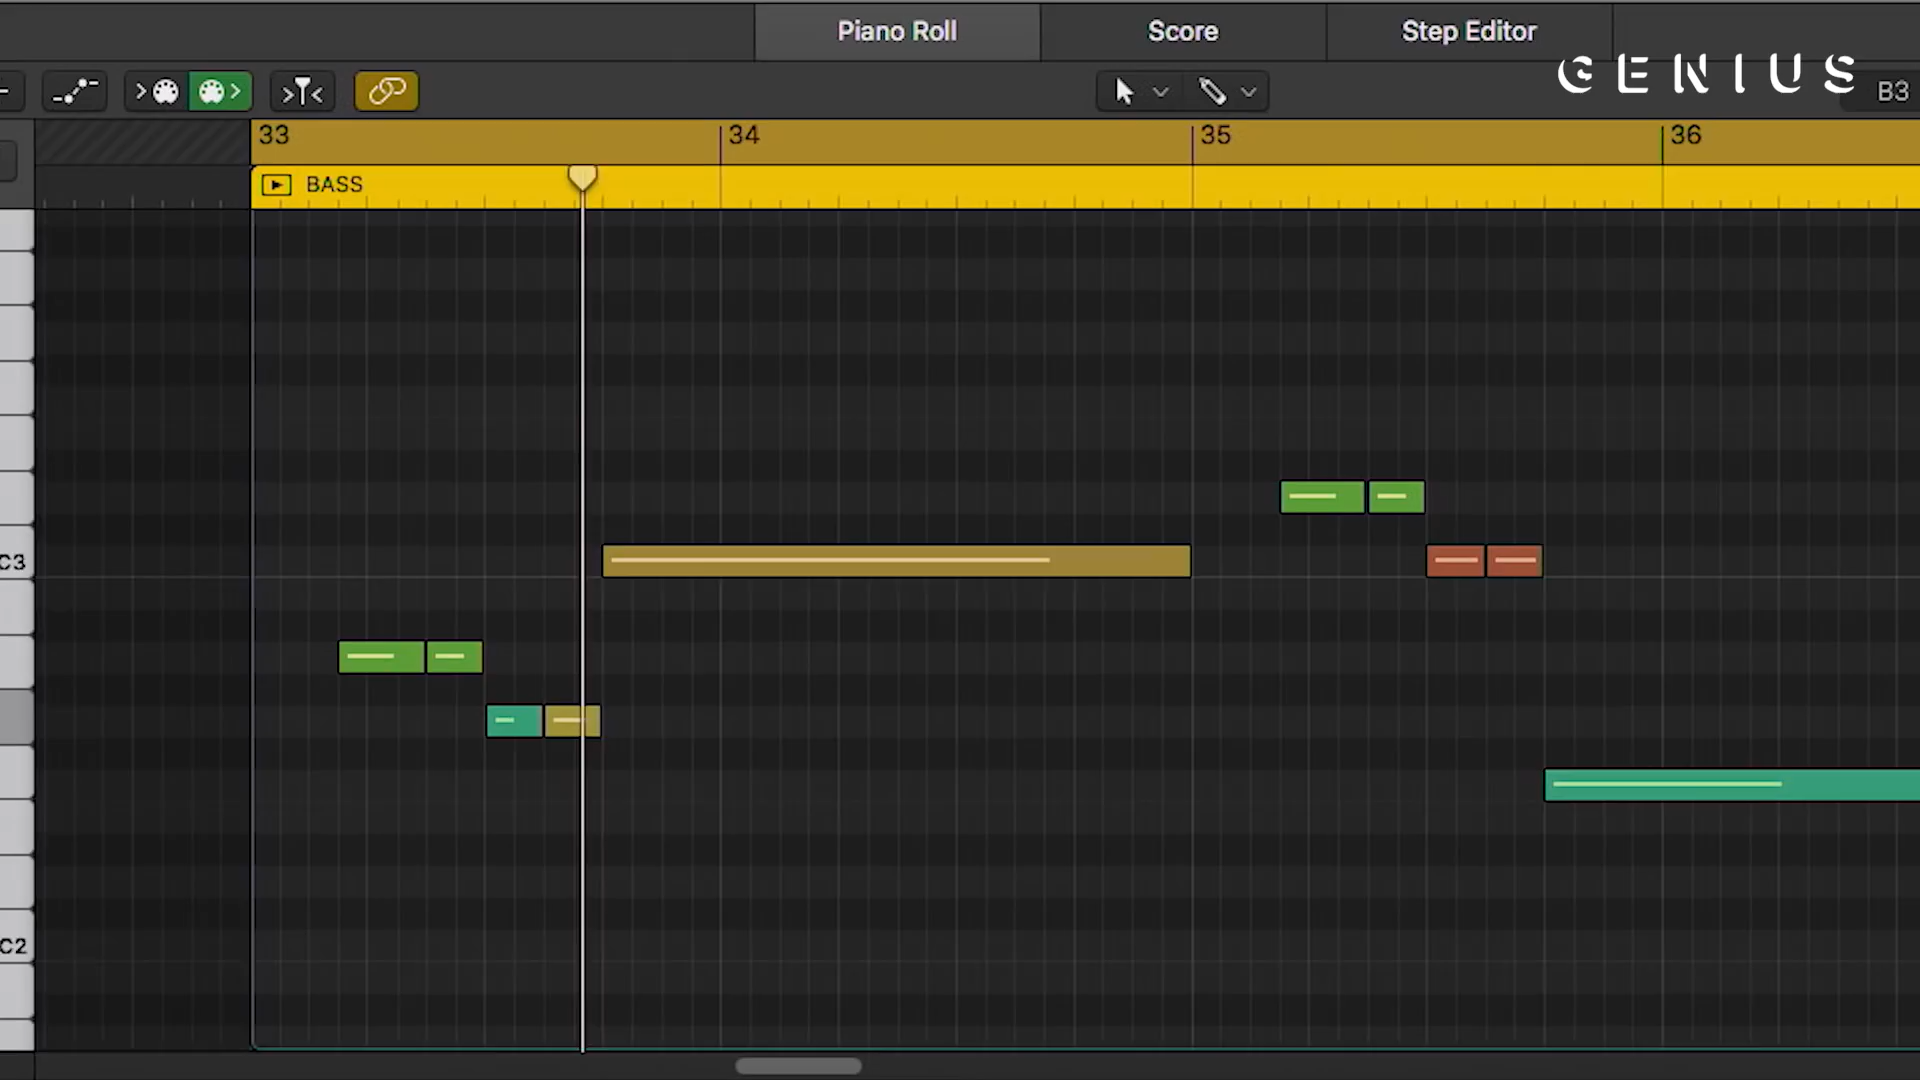 Piano Roll
Score
Step Editor
GENIUS
B3
33
34
35
36
BASS
C3
C2